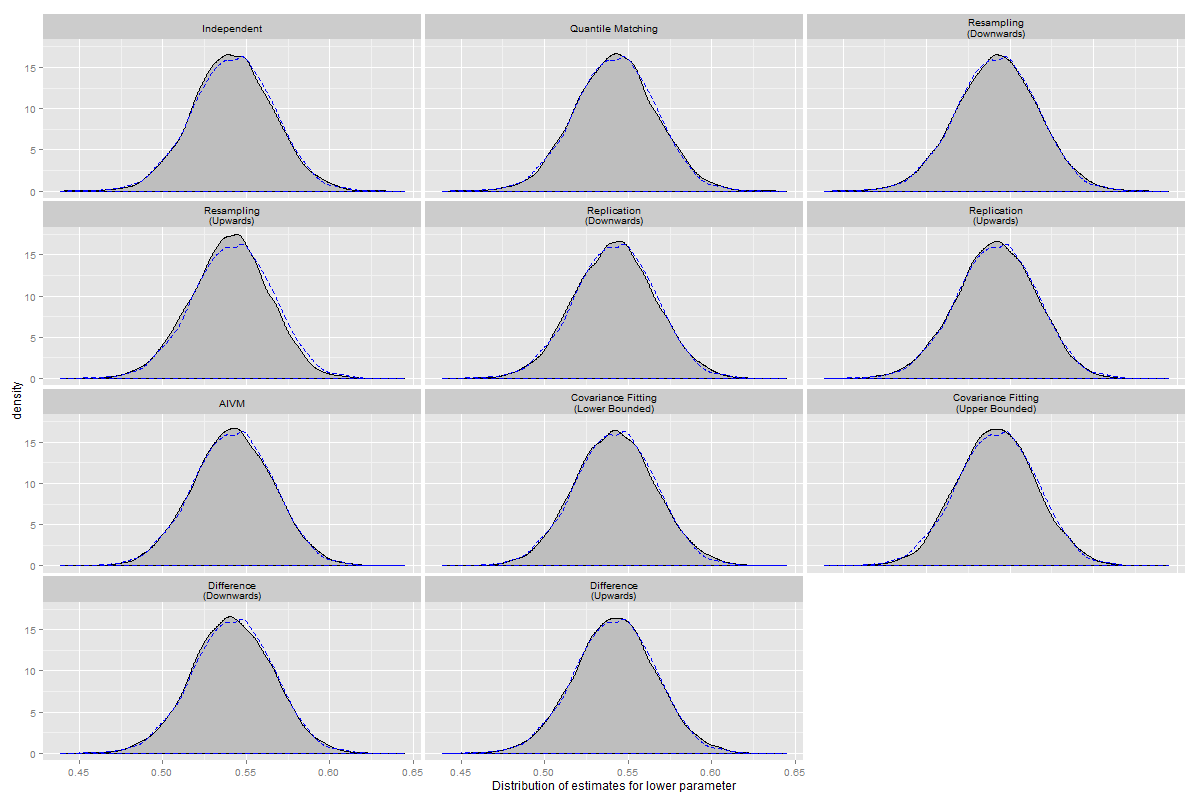 Independent
Quantile Matching
Resampling
(Downwards)
15
10
5
0
Resampling
(Upwards)
Replication
(Downwards)
Replication
(Upwards)
15
10
5
0
density
AIVM
Covariance Fitting
(Lower Bounded)
Covariance Fitting
(Upper Bounded)
15
10
5
0
Difference
(Downwards)
Difference
(Upwards)
15
10
5
0
0.45 0.50 0.55 0.60 0.65
0.45 0.50 0.55 0.60 0.65
Distribution of estimates for lower parameter